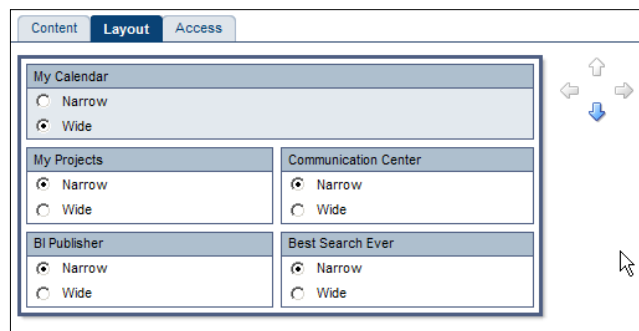 Content Layout Access
My Calendar
Narrow
Wide
My Projects
Narrow
Wide
Communication Center
Narrow
Wide
BI Publisher
Narrow
Wide
Best Search Ever
Narrow
Wide